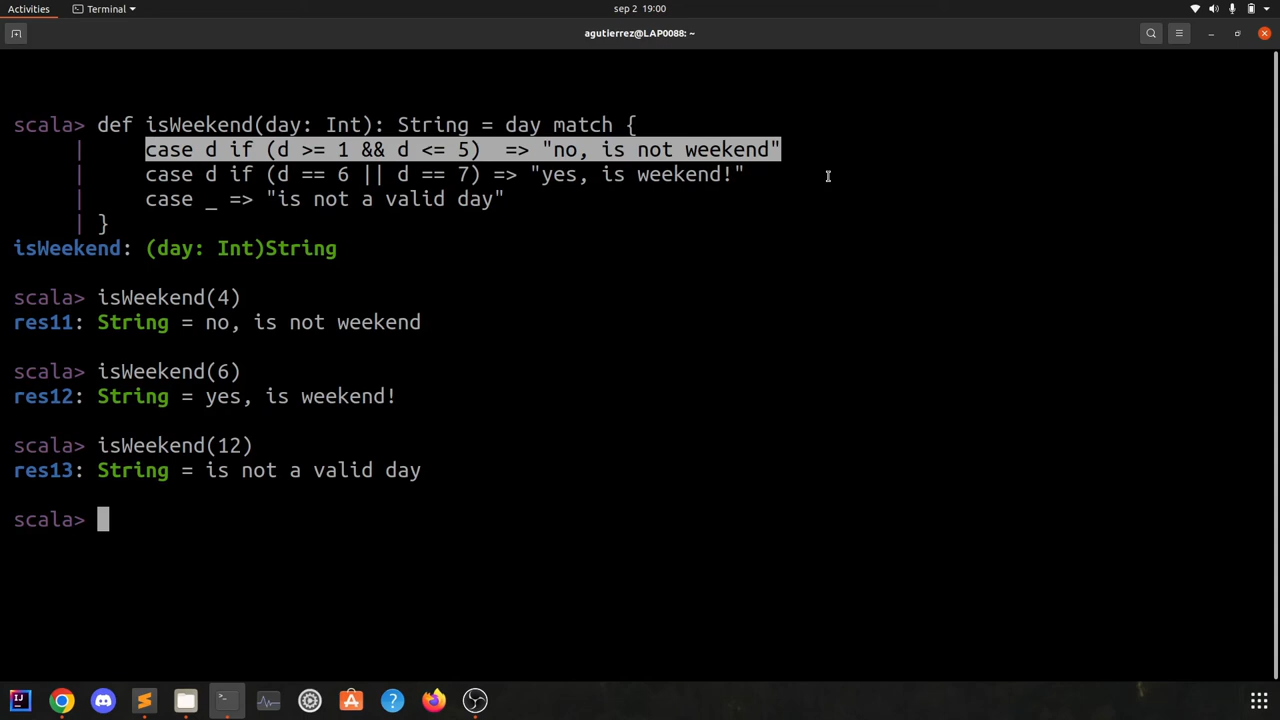 Activities
Terminal
sep 2 19:00
agutierrez@LAP0088: ~
scala> def isWeekend(day: Int): String = day match {
| case d if (d >= 1 && d <= 5)  => "no, is not weekend"
| case d if (d == 6 || d == 7) => "yes, is weekend!"
| case _ => "is not a valid day"
| }
isWeekend: (day: Int)String
scala> isWeekend(4)
res11: String = no, is not weekend
scala> isWeekend(6)
res12: String = yes, is weekend!
scala> isWeekend(12)
res13: String = is not a valid day
scala>
IJ